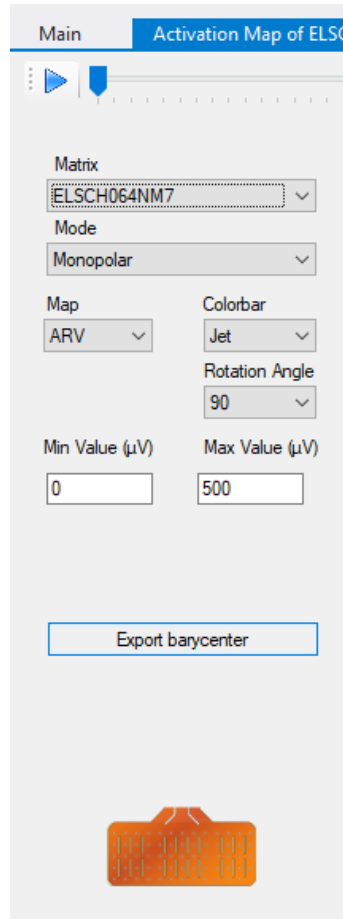 Main Activation Map of ELSC
Matrix
ELSCH064NM7
Mode
Monopolar
Map Colorbar
ARV Jet
Rotation Angle
90
Min Value (µV) Max Value (µV)
0 500
Export barycenter